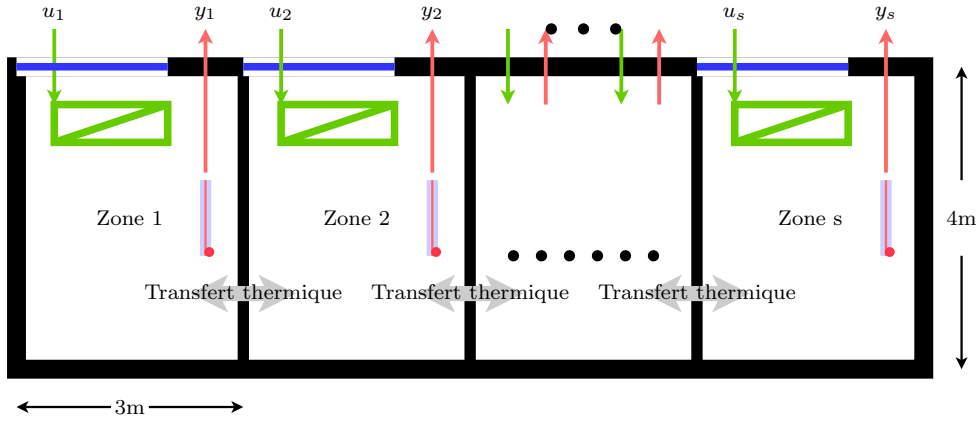 u1 y1 u2 y2 us ys
Zone 1 Zone 2 Zone s 4m
Transfert thermique Transfert thermique Transfert thermique
3m